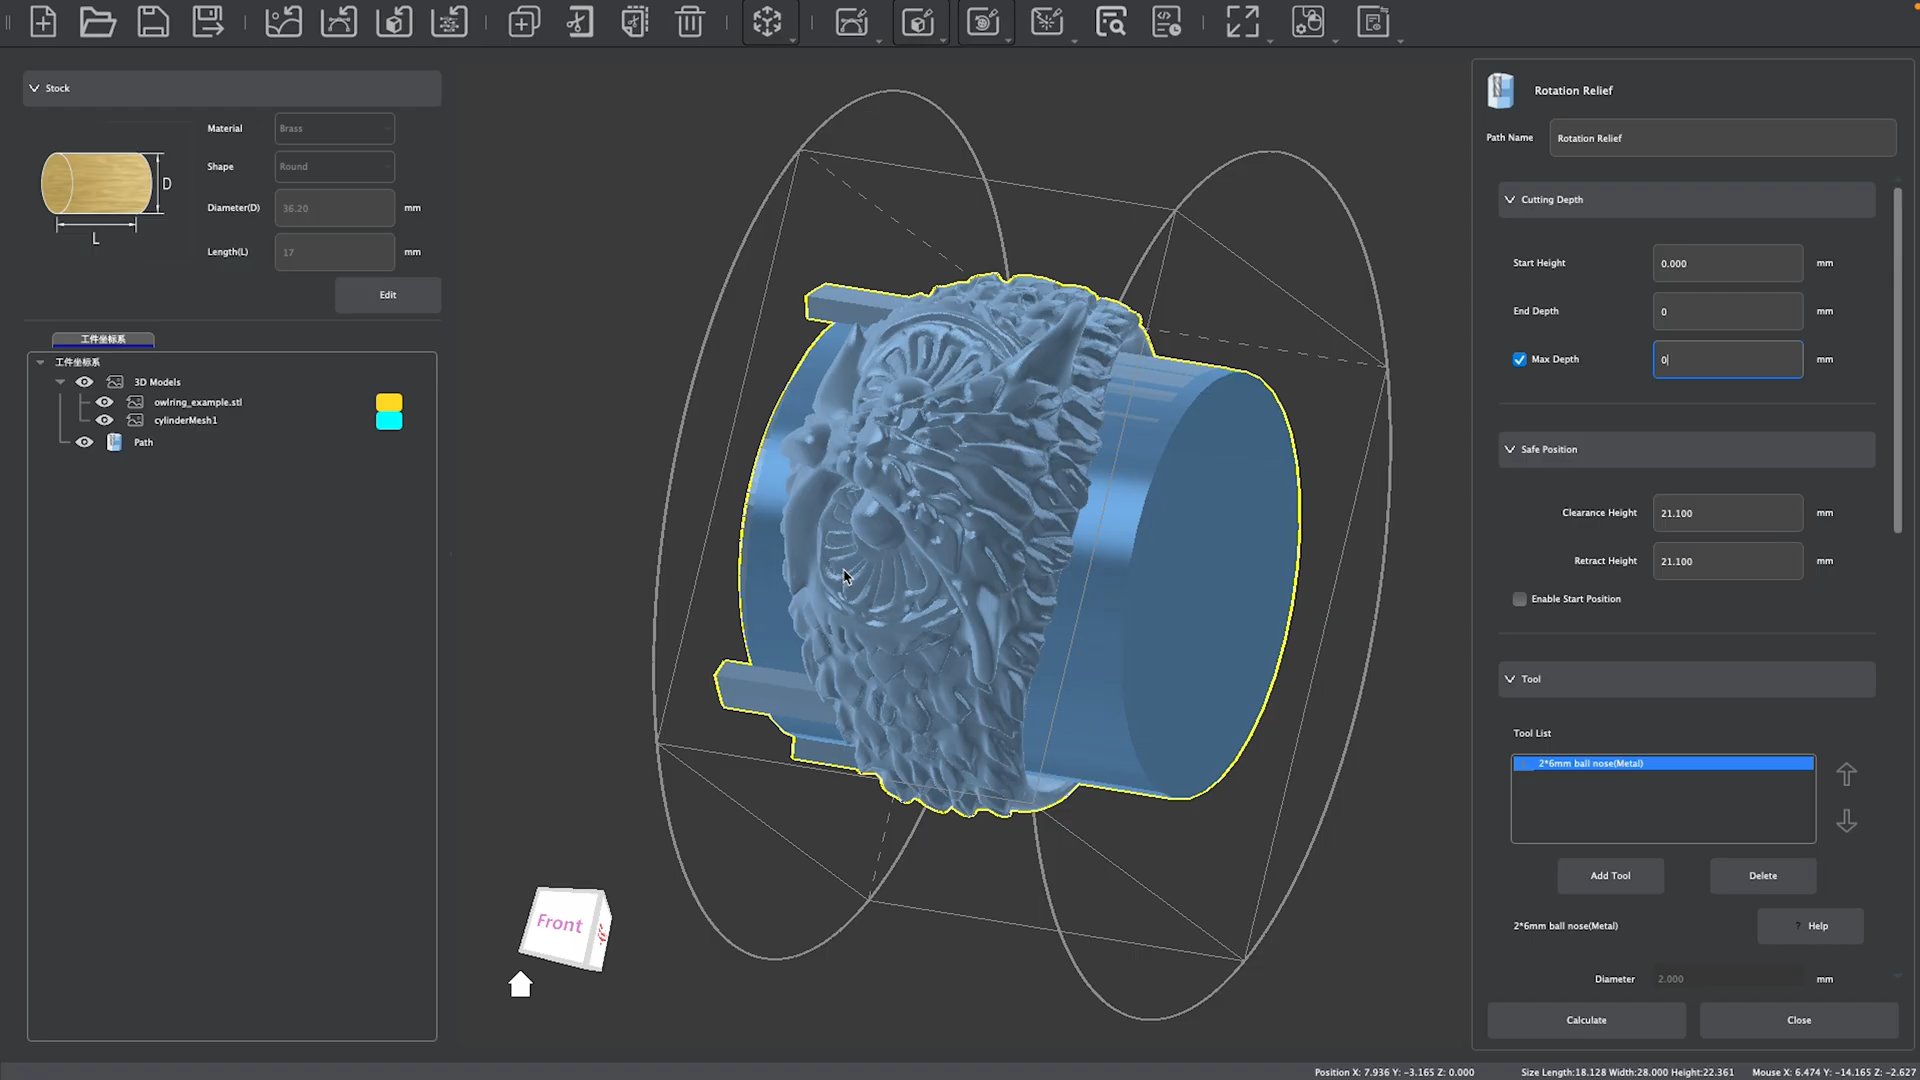 Stock
Material
Brass
Shape
Round
Diameter(D)
36.20
mm
Length(L)
17
mm
D
L
Edit
工件坐标系
工件坐标系
3D Models
owlring_example.stl
cylinderMesh1
Path
Front
Rotation Relief
Path Name
Rotation Relief
Cutting Depth
Start Height
0.000
mm
End Depth
0
mm
Max Depth
0
mm
Safe Position
Clearance Height
21.100
mm
Retract Height
21.100
mm
Enable Start Position
Tool
Tool List
2*6mm ball nose(Metal)
Add Tool
Delete
2*6mm ball nose(Metal)
? Help
Diameter
2.000
mm
Calculate
Close
Position X: 7.936 Y: -3.165 Z: 0.000
Size Length:18.128 Width:28.000 Height:22.361
Mouse X: 6.474 Y: -14.165 Z: -2.627